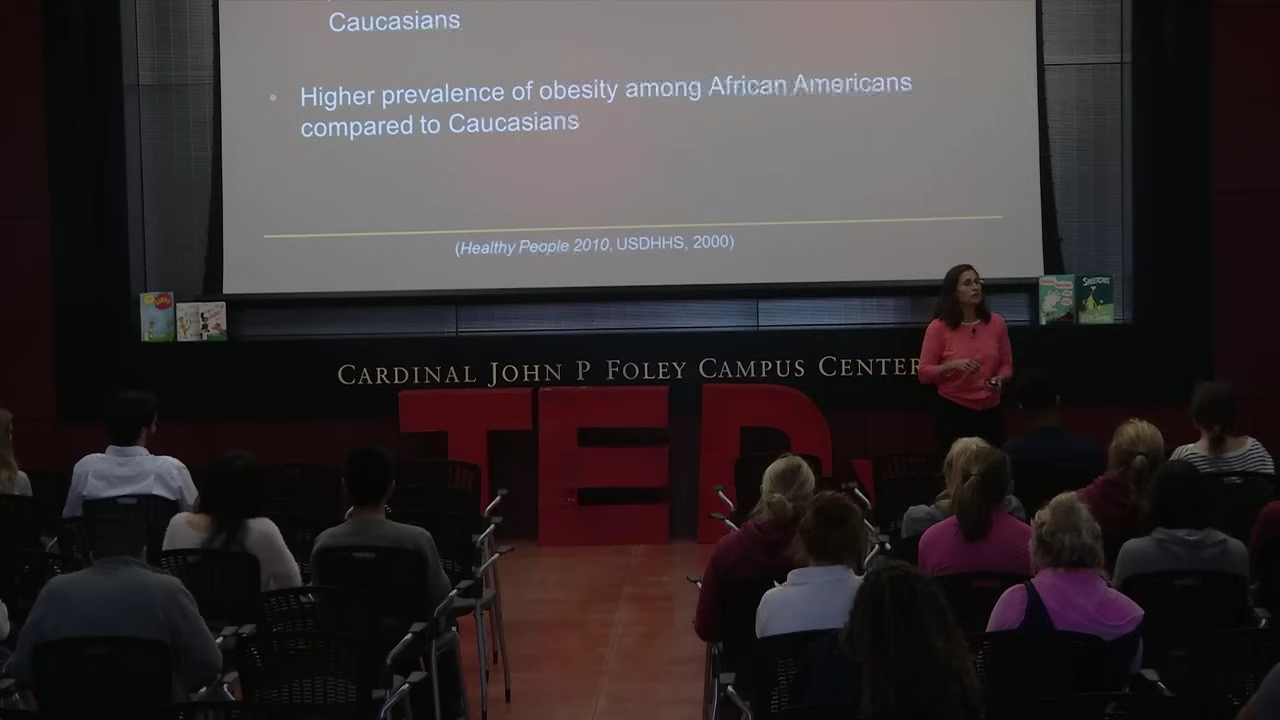 Caucasians
Higher prevalence of obesity among African Americans
compared to Caucasians
(Healthy People 2010, USDHHS, 2000)
SNEETCHES
CARDINAL JOHN P FOLEY CAMPUS CENTER
TED